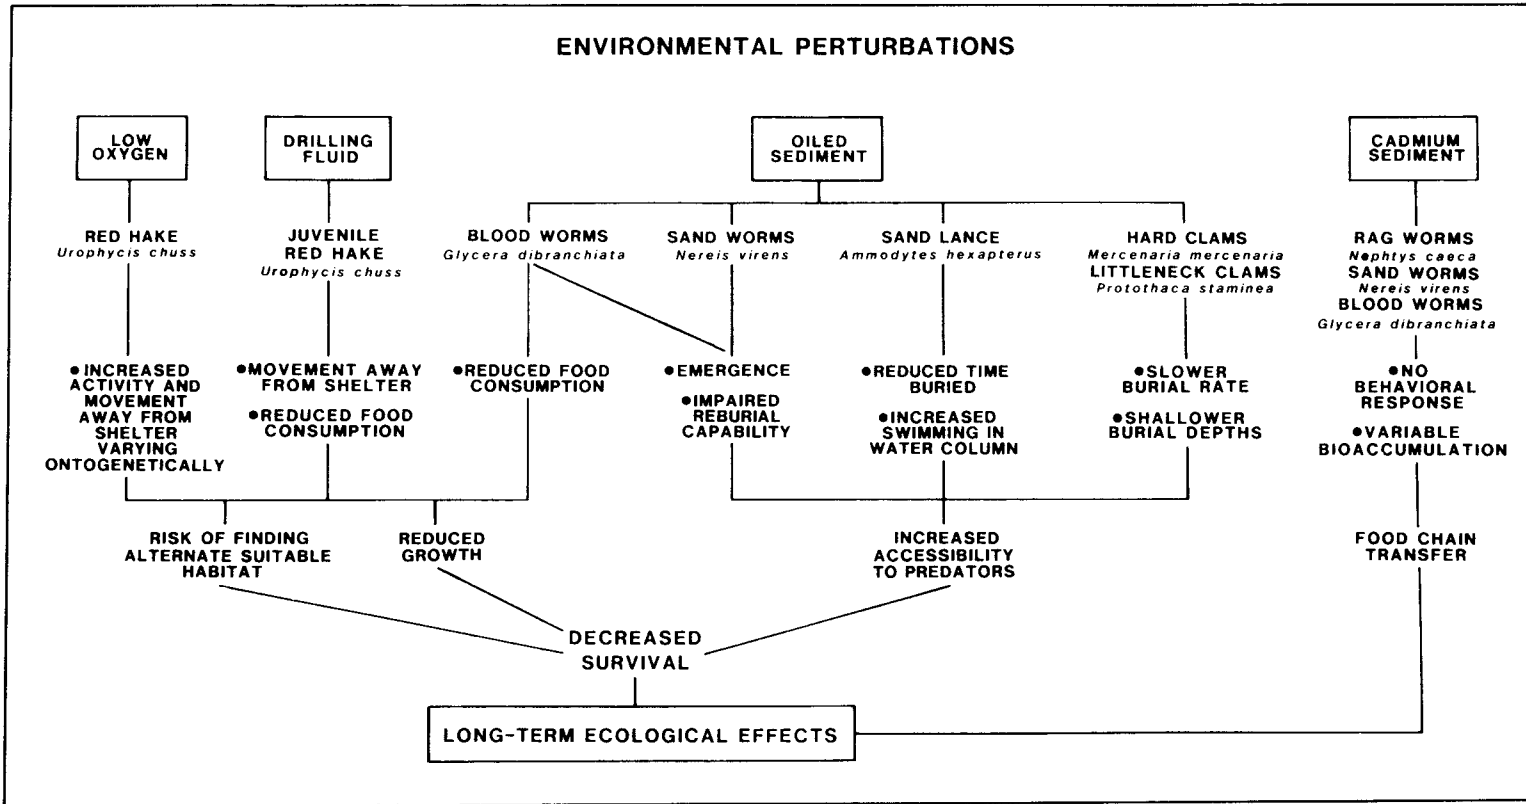 ENVIRONMENTAL PERTURBATIONS
LOW
OXYGEN
DRILLING
FLUID
OILED
SEDIMENT
CADMIUM
SEDIMENT
RED HAKE
Urophycis chuss
JUVENILE
RED HAKE
Urophycis chuss
BLOOD WORMS
Glycera dibranchiata
SAND WORMS
Nereis virens
SAND LANCE
Ammodytes hexapterus
HARD CLAMS
Mercenaria mercenaria
LITTLENECK CLAMS
Protothaca staminea
RAG WORMS
Nephtys caeca
SAND WORMS
Nereis virens
BLOOD WORMS
Glycera dibranchiata
●INCREASED
ACTIVITY AND
MOVEMENT
AWAY FROM
SHELTER
VARYING
ONTOGENETICALLY
●MOVEMENT AWAY
FROM SHELTER
●REDUCED FOOD
CONSUMPTION
●REDUCED FOOD
CONSUMPTION
●EMERGENCE
●IMPAIRED
REBURIAL
CAPABILITY
●REDUCED TIME
BURIED
●INCREASED
SWIMMING IN
WATER COLUMN
●SLOWER
BURIAL RATE
●SHALLOWER
BURIAL DEPTHS
●NO
BEHAVIORAL
RESPONSE
●VARIABLE
BIOACCUMULATION
RISK OF FINDING
ALTERNATE SUITABLE
HABITAT
REDUCED
GROWTH
INCREASED
ACCESSIBILITY
TO PREDATORS
FOOD CHAIN
TRANSFER
DECREASED
SURVIVAL
LONG-TERM ECOLOGICAL EFFECTS